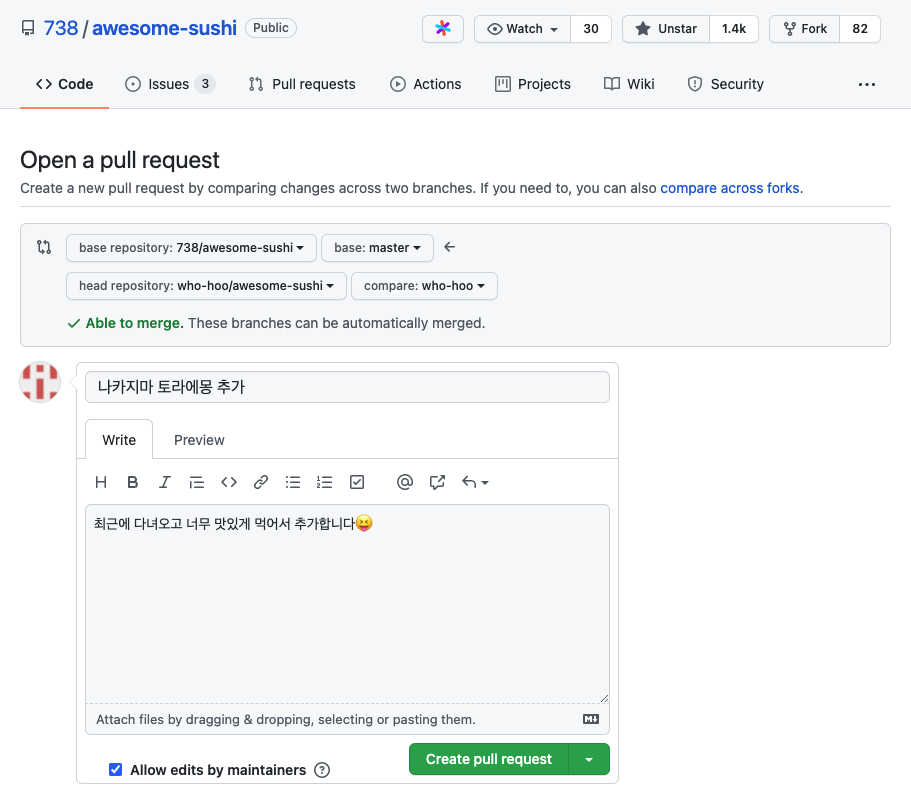 738 / awesome-sushi Public
Watch 30 Unstar 1.4k Fork 82
Code Issues 3 Pull requests Actions Projects Wiki Security ...
Open a pull request
Create a new pull request by comparing changes across two branches. If you need to, you can also compare across forks.
base repository: 738/awesome-sushi base: master ←
head repository: who-hoo/awesome-sushi compare: who-hoo
Able to merge. These branches can be automatically merged.
나카지마 토라에몽 추가
Write Preview
H B I @
최근에 다녀오고 너무 맛있게 먹어서 추가합니다😝
Attach files by dragging & dropping, selecting or pasting them.
Allow edits by maintainers ? Create pull request